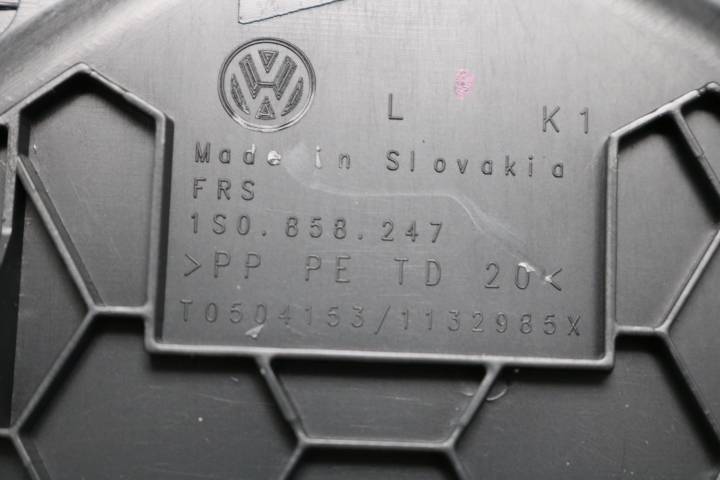 L K1
Made in Slovakia
FRS
1S0.858.247
>PP PE TD 20<
T0504153/1132985X